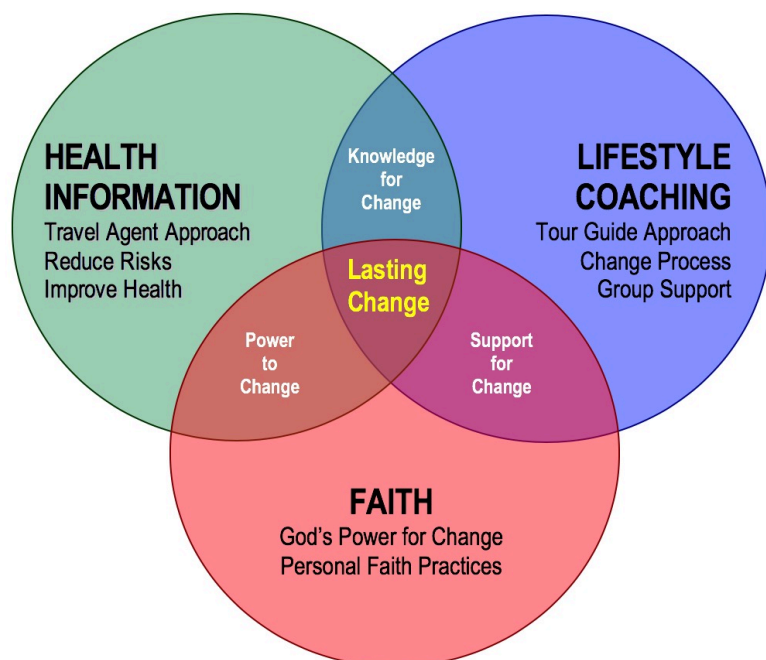 HEALTH
INFORMATION
Travel Agent Approach
Reduce Risks
Improve Health
Knowledge
for
Change
LIFESTYLE
COACHING
Tour Guide Approach
Change Process
Group Support
Lasting
Change
Power
to
Change
Support
for
Change
FAITH
God's Power for Change
Personal Faith Practices